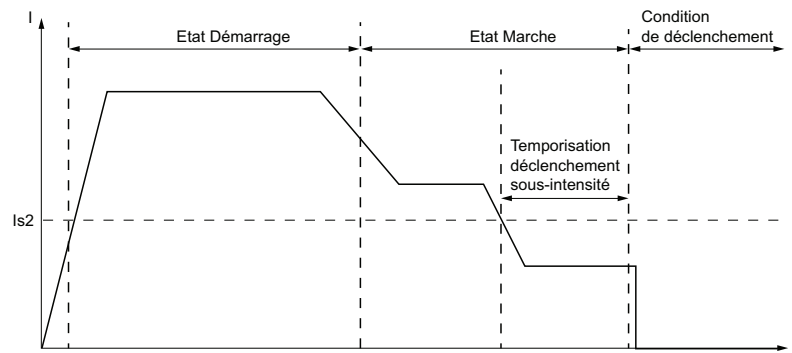 I
Etat Démarrage
Etat Marche
Condition
de déclenchement
Temporisation
déclenchement
sous-intensité
Is2